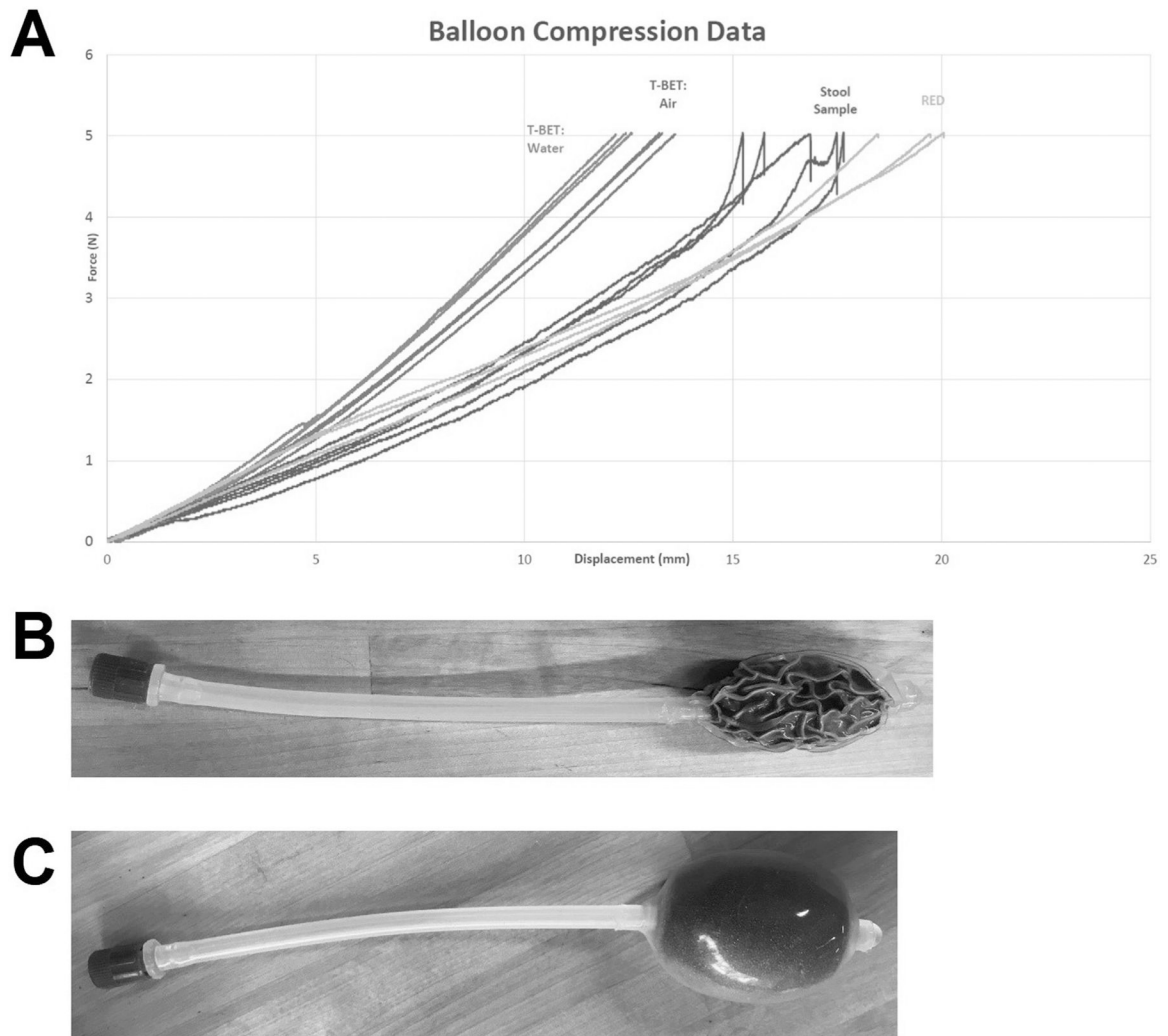 A
Balloon Compression Data
6
5
4
3
2
1
0
Force (N)
T-BET:
Water
T-BET:
Air
Stool
Sample
RED
0
5
10
15
20
25
Displacement (mm)
B
C